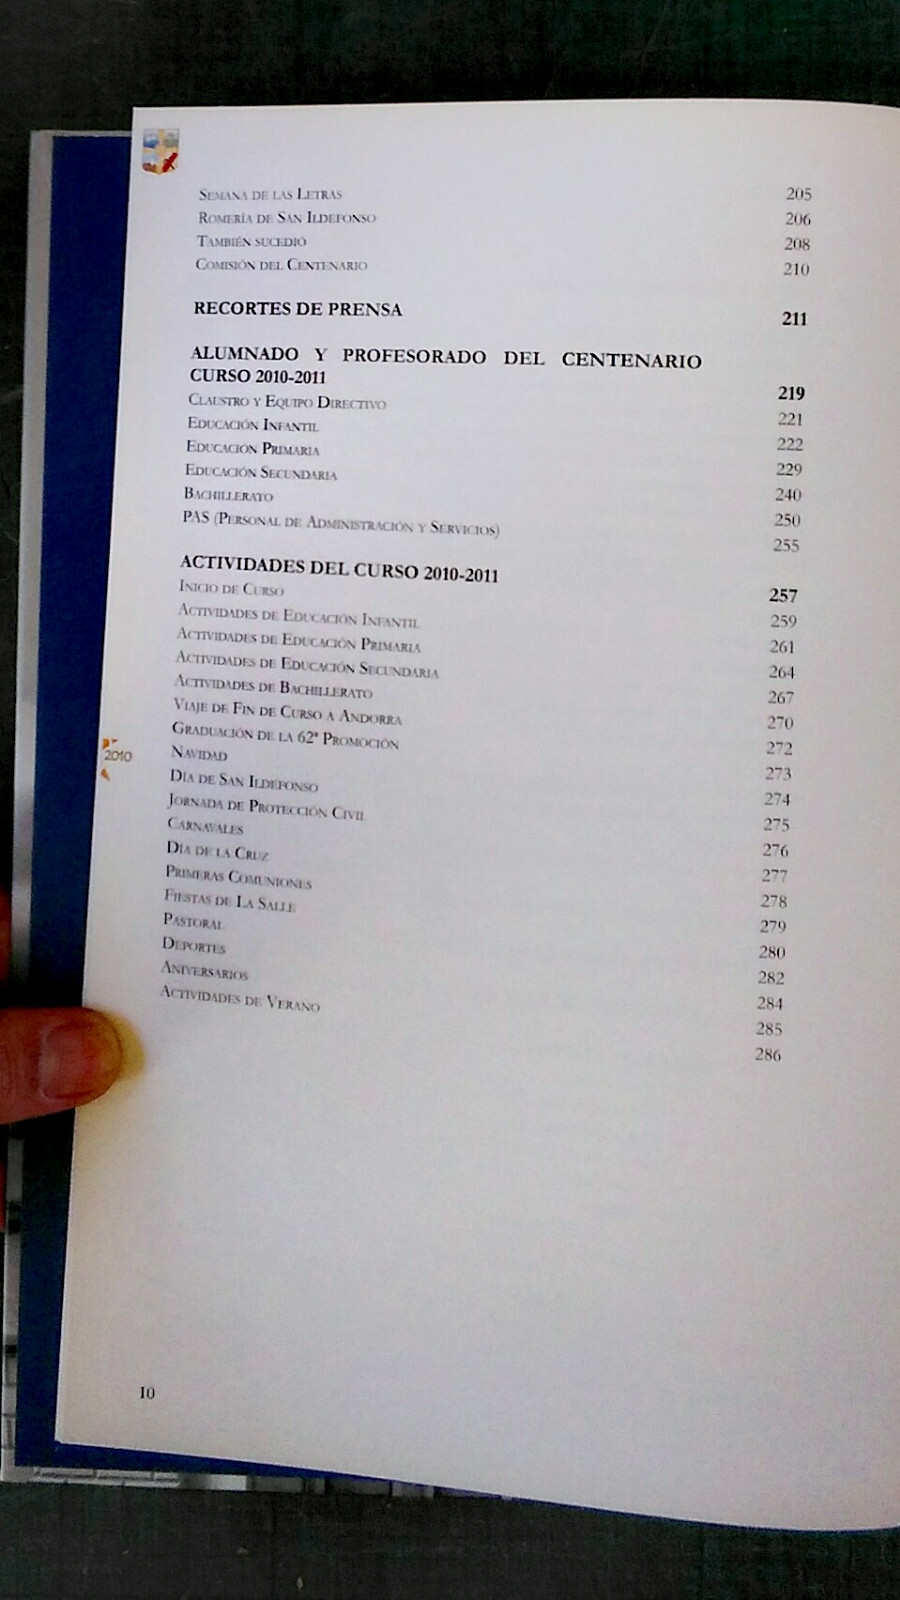 SEMANA DE LAS LETRAS 205
ROMERÍA DE SAN ILDEFONSO 206
TAMBIÉN SUCEDIÓ 208
COMISIÓN DEL CENTENARIO 210
RECORTES DE PRENSA 211
ALUMNADO Y PROFESORADO DEL CENTENARIO
CURSO 2010-2011 219
CLAUSTRO Y EQUIPO DIRECTIVO 221
EDUCACIÓN INFANTIL 222
EDUCACIÓN PRIMARIA 229
EDUCACIÓN SECUNDARIA 240
BACHILLERATO 250
PAS (PERSONAL DE ADMINISTRACIÓN Y SERVICIOS) 255
ACTIVIDADES DEL CURSO 2010-2011 257
INICIO DE CURSO 259
ACTIVIDADES DE EDUCACIÓN INFANTIL 261
ACTIVIDADES DE EDUCACIÓN PRIMARIA 264
ACTIVIDADES DE EDUCACIÓN SECUNDARIA 267
ACTIVIDADES DE BACHILLERATO 270
VIAJE DE FIN DE CURSO A ANDORRA 272
GRADUACIÓN DE LA 62ª PROMOCIÓN 273
NAVIDAD 274
DÍA DE SAN ILDEFONSO 275
JORNADA DE PROTECCIÓN CIVIL 276
CARNAVALES 277
DÍA DE LA CRUZ 278
PRIMERAS COMUNIONES 279
FIESTAS DE LA SALLE 280
PASTORAL 282
DEPORTES 284
ANIVERSARIOS 285
ACTIVIDADES DE VERANO 286
2010
10